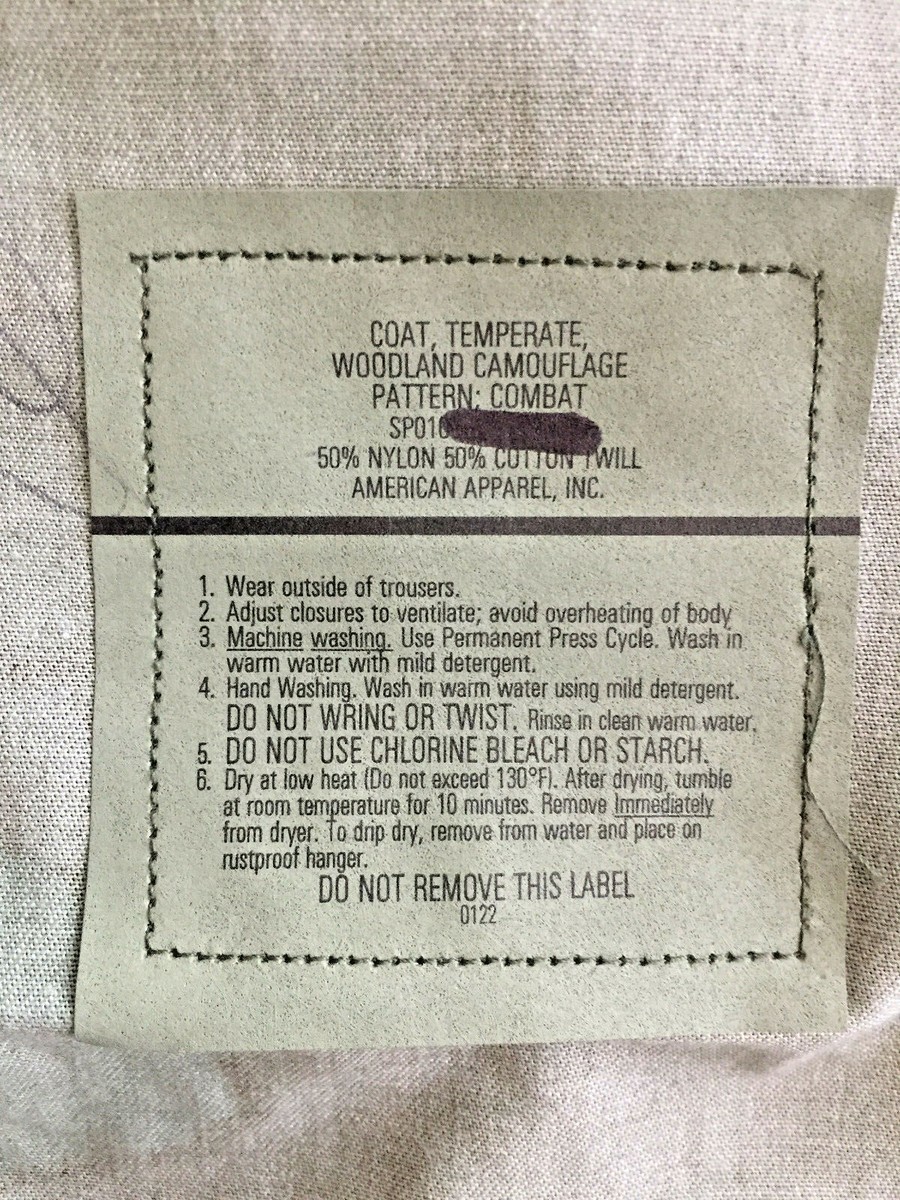 COAT, TEMPERATE,
WOODLAND CAMOUFLAGE
PATTERN: COMBAT
SP010
50% NYLON 50% COTTON TWILL
AMERICAN APPAREL, INC.
1. Wear outside of trousers.
2. Adjust closures to ventilate; avoid overheating of body
3. Machine washing. Use Permanent Press Cycle. Wash in
warm water with mild detergent.
4. Hand Washing. Wash in warm water using mild detergent.
DO NOT WRING OR TWIST. Rinse in clean warm water.
5. DO NOT USE CHLORINE BLEACH OR STARCH.
6. Dry at low heat (Do not exceed 130°F). After drying, tumble
at room temperature for 10 minutes. Remove Immediately
from dryer. To drip dry, remove from water and place on
rustproof hanger.
DO NOT REMOVE THIS LABEL
0122